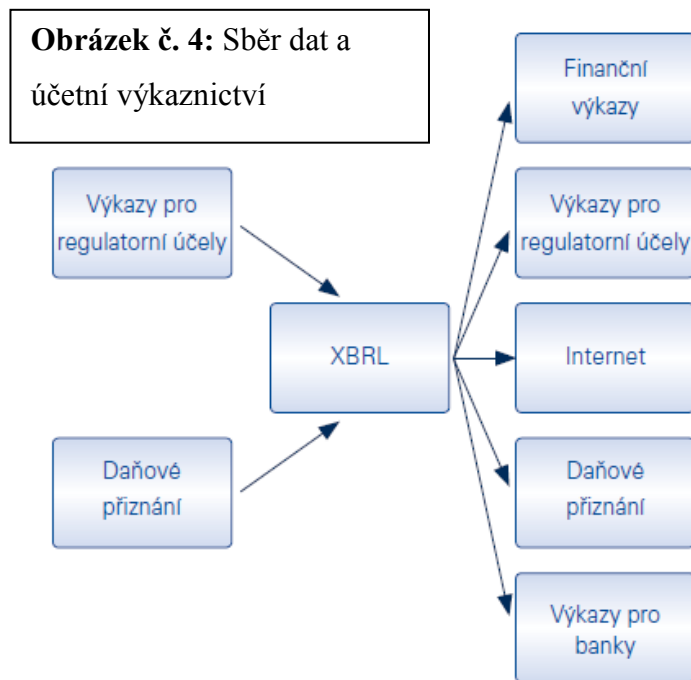 Obrázek č. 4: Sběr dat a
účetní výkaznictví
Finanční
výkazy
Výkazy pro
regulatorní účely
Výkazy pro
regulatorní účely
XBRL
Internet
Daňové
přiznání
Daňové
přiznání
Výkazy pro
banky